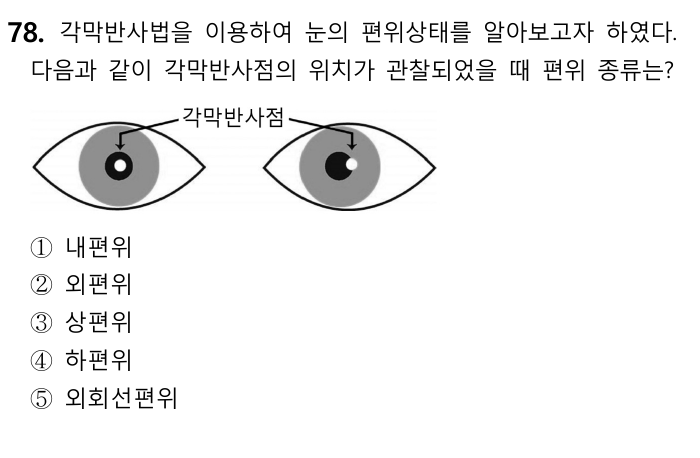 78. 각막반사법을 이용하여 눈의 편위상태를 알아보고자 하였다.
다음과 같이 각막반사점의 위치가 관찰되었을 때 편위 종류는?
각막반사점
① 내편위
② 외편위
③ 상편위
④ 하편위
⑤ 외회선편위